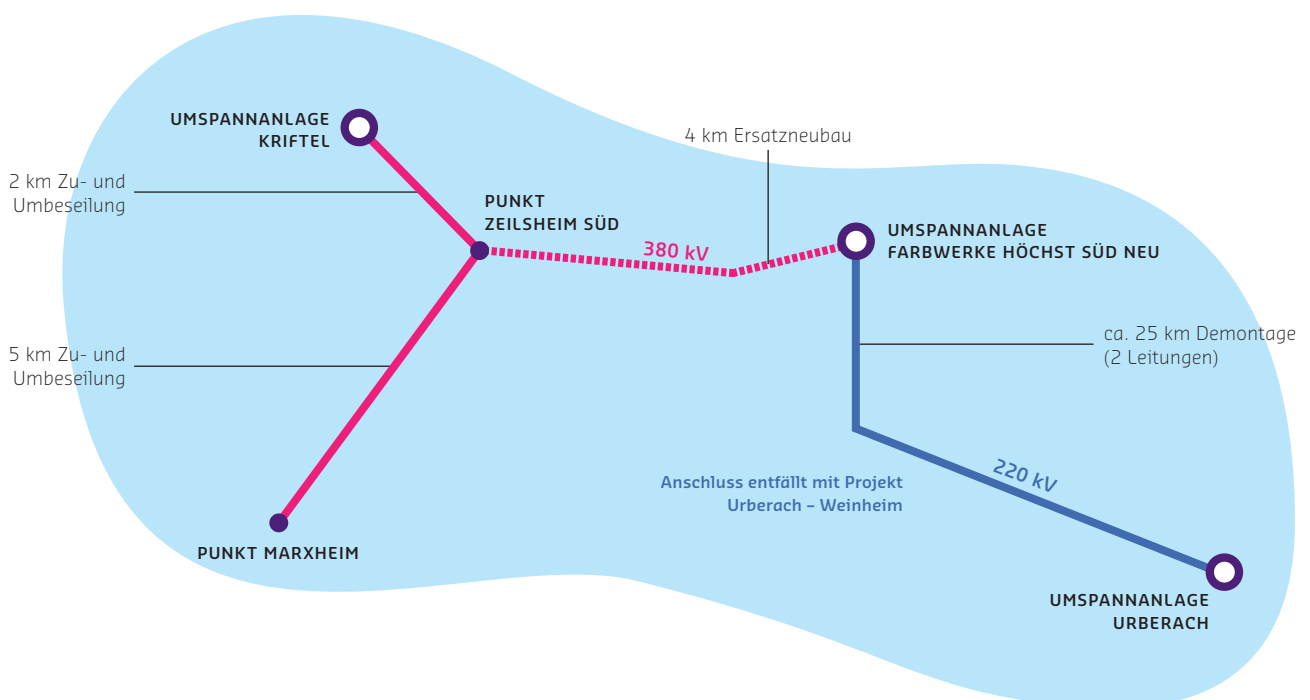 UMSPANNANLAGE
KRIFTEL
4 km Ersatzneubau
2 km Zu- und
Umbeseilung
PUNKT
ZEILSHEIM SÜD
380 kV
UMSPANNANLAGE
FARBWERKE HÖCHST SÜD NEU
ca. 25 km Demontage
(2 Leitungen)
5 km Zu- und
Umbeseilung
220 kV
Anschluss entfällt mit Projekt
Urberach – Weinheim
PUNKT MARXHEIM
UMSPANNANLAGE
URBERACH